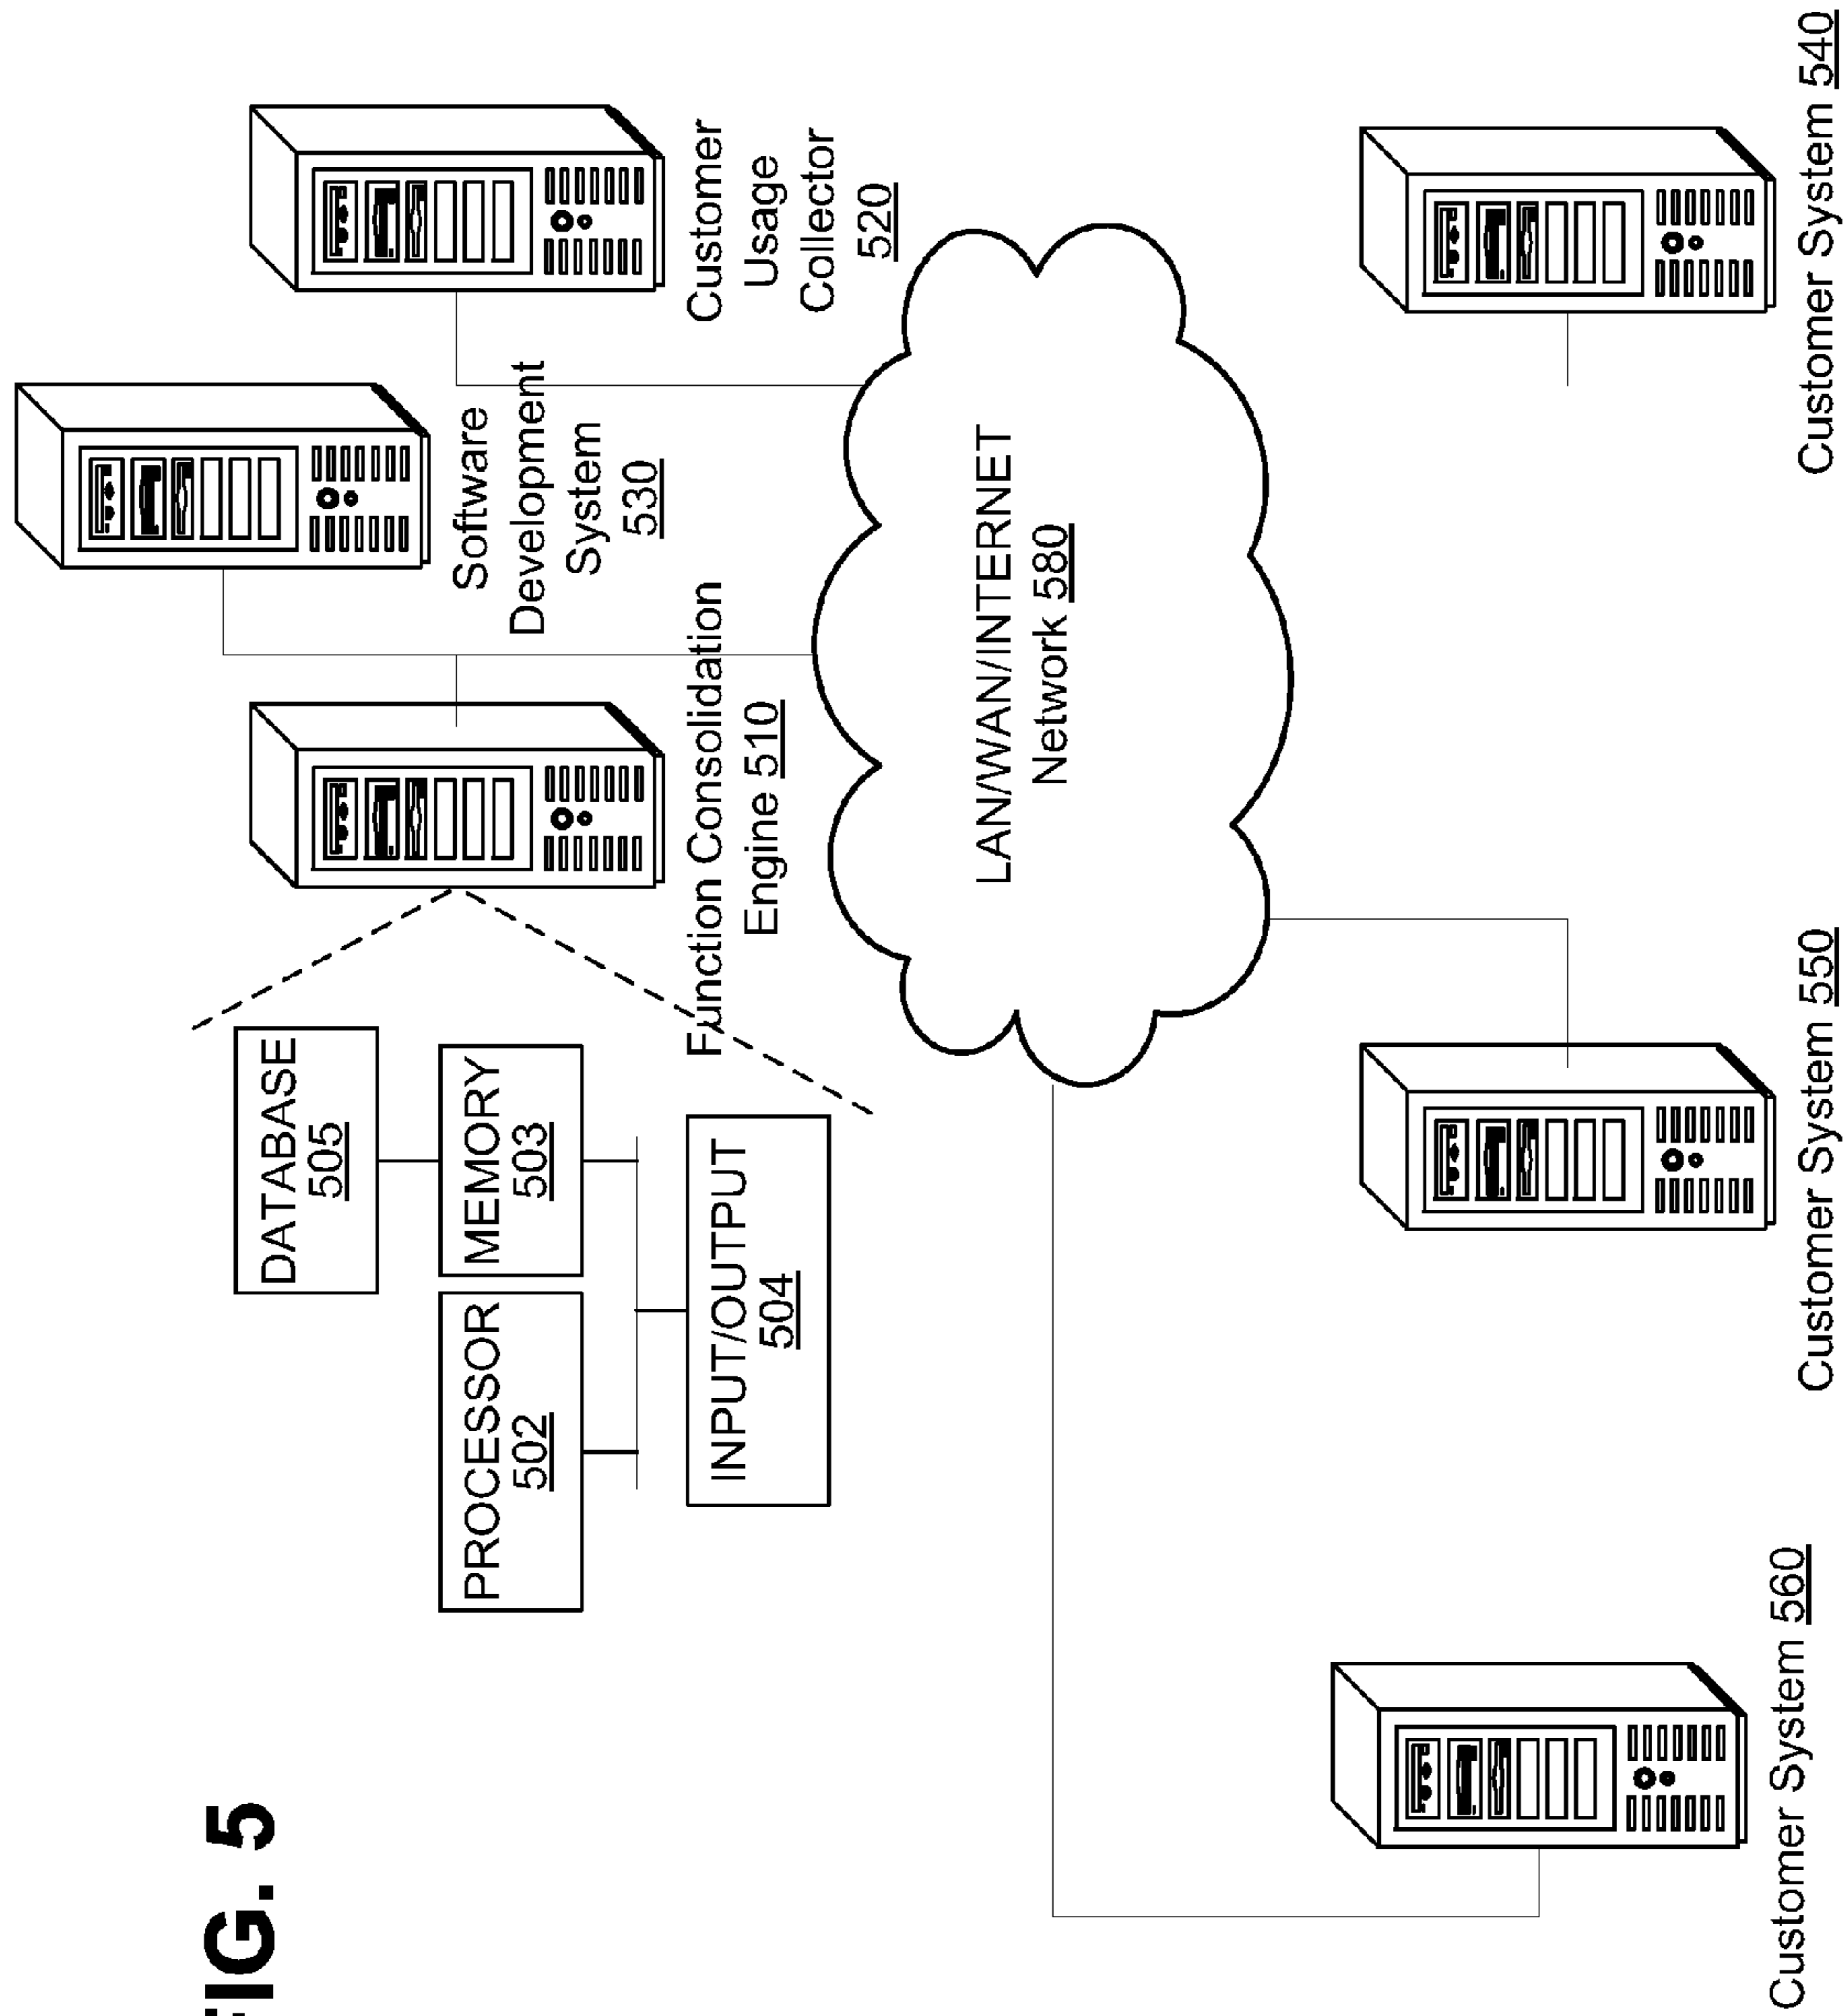 FIG. 5
DATABASE
505
PROCESSOR
502
MEMORY
503
INPUT/OUTPUT
504
Software
Development
System
530
Function Consolidation
Engine 510
Customer
Usage
Collector
520
LAN/WAN/INTERNET
Network 580
Customer System 560
Customer System 550
Customer System 540